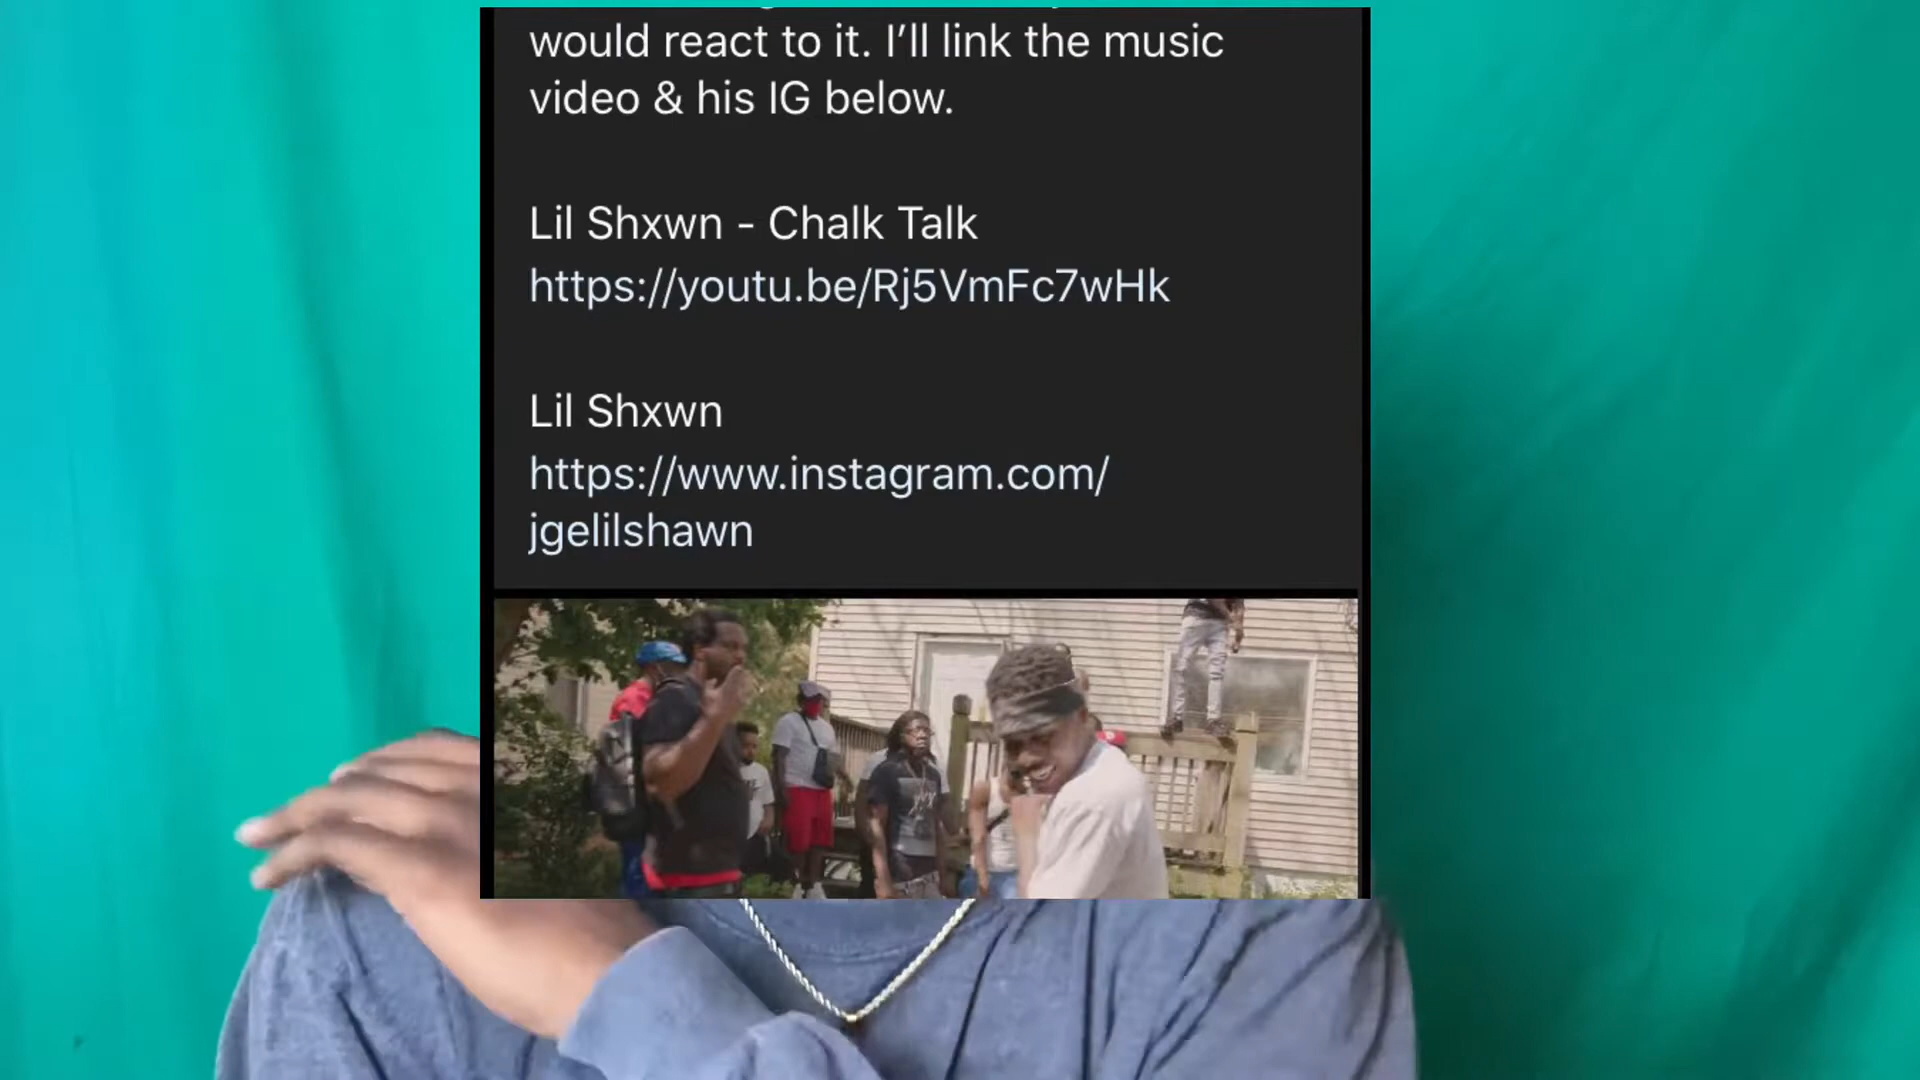 would react to it. I’ll link the music
video & his IG below.
Lil Shxwn - Chalk Talk
https://youtu.be/Rj5VmFc7wHk
Lil Shxwn
https://www.instagram.com/
jgelilshawn